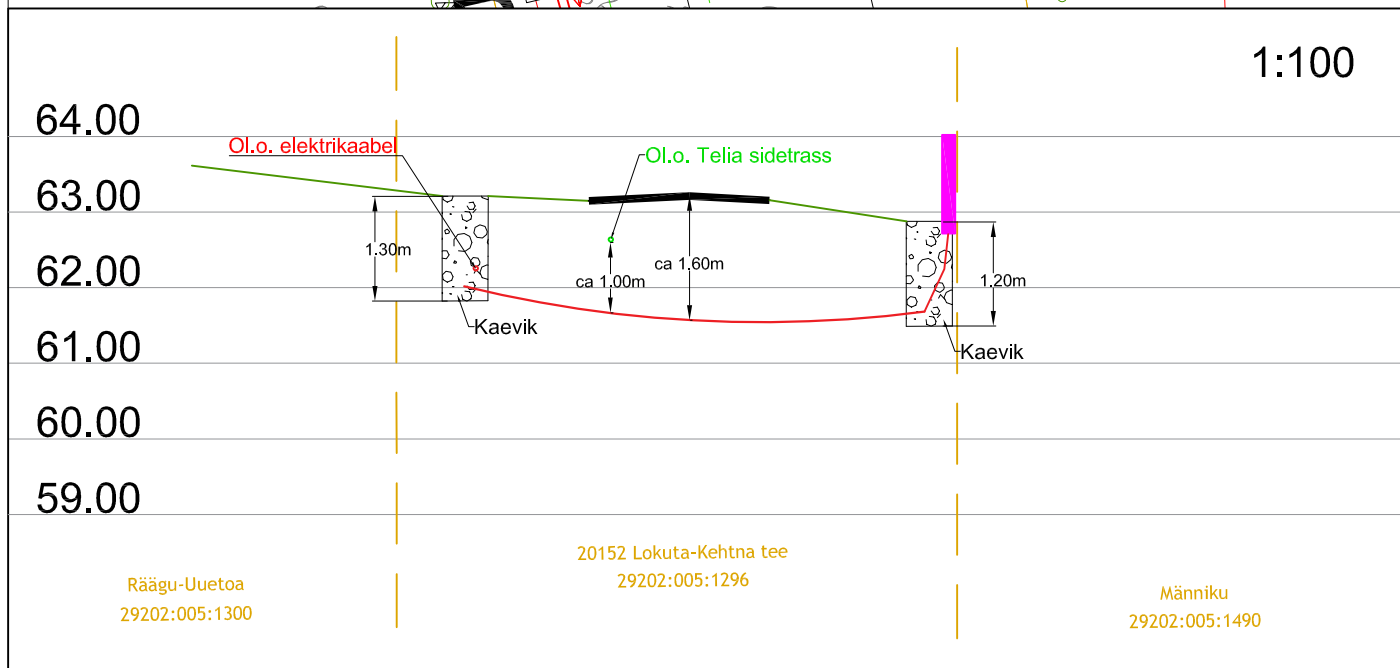 1:100
64.00
Ol.o. elektrikaabel
Ol.o. Telia sidetrass
63.00
1.30m
ca 1.60m
62.00
ca 1.00m
1.20m
Kaevik
61.00
Kaevik
60.00
59.00
20152 Lokuta-Kehtna tee
29202:005:1296
Räägu-Uuetoa
29202:005:1300
Männiku
29202:005:1490